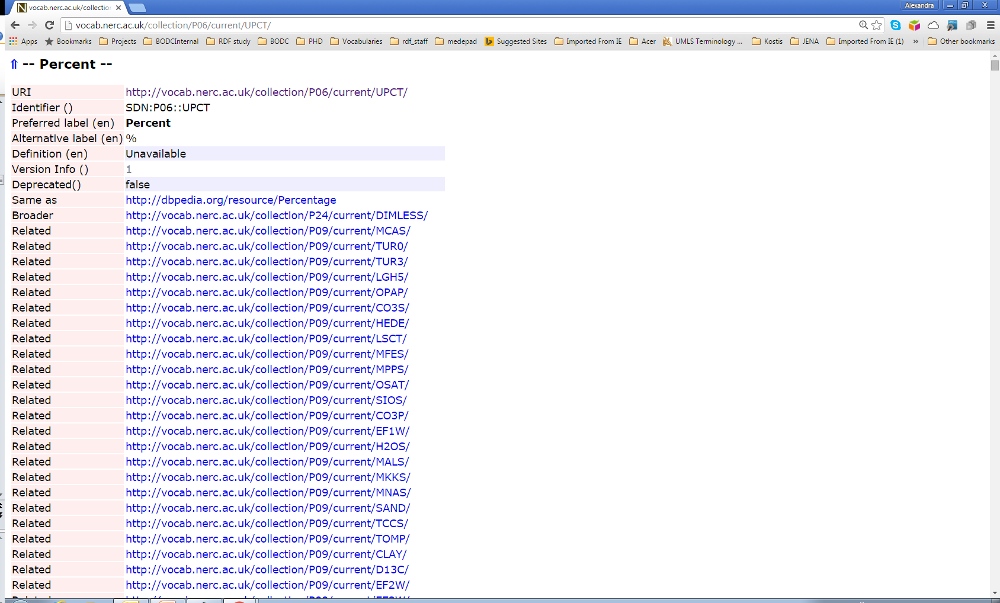 vocab.nerc.ac.uk/collectio
Alexandra
vocab.nerc.ac.uk/collection/P06/current/UPCT/
Apps Bookmarks Projects BODCInternal RDF study BODC PHD Vocabularies rdf_staff medepad Suggested Sites Imported From IE Acer UMLS Terminology ... Kostis JENA Imported From IE (1) » Other bookmarks
⇑ -- Percent --
URI http://vocab.nerc.ac.uk/collection/P06/current/UPCT/
Identifier () SDN:P06::UPCT
Preferred label (en) Percent
Alternative label (en) %
Definition (en) Unavailable
Version Info () 1
Deprecated() false
Same as http://dbpedia.org/resource/Percentage
Broader http://vocab.nerc.ac.uk/collection/P24/current/DIMLESS/
Related http://vocab.nerc.ac.uk/collection/P09/current/MCAS/
Related http://vocab.nerc.ac.uk/collection/P09/current/TUR0/
Related http://vocab.nerc.ac.uk/collection/P09/current/TUR3/
Related http://vocab.nerc.ac.uk/collection/P09/current/LGH5/
Related http://vocab.nerc.ac.uk/collection/P09/current/OPAP/
Related http://vocab.nerc.ac.uk/collection/P09/current/CO3S/
Related http://vocab.nerc.ac.uk/collection/P09/current/HEDE/
Related http://vocab.nerc.ac.uk/collection/P09/current/LSCT/
Related http://vocab.nerc.ac.uk/collection/P09/current/MFES/
Related http://vocab.nerc.ac.uk/collection/P09/current/MPPS/
Related http://vocab.nerc.ac.uk/collection/P09/current/OSAT/
Related http://vocab.nerc.ac.uk/collection/P09/current/SIOS/
Related http://vocab.nerc.ac.uk/collection/P09/current/CO3P/
Related http://vocab.nerc.ac.uk/collection/P09/current/EF1W/
Related http://vocab.nerc.ac.uk/collection/P09/current/H2OS/
Related http://vocab.nerc.ac.uk/collection/P09/current/MALS/
Related http://vocab.nerc.ac.uk/collection/P09/current/MKKS/
Related http://vocab.nerc.ac.uk/collection/P09/current/MNAS/
Related http://vocab.nerc.ac.uk/collection/P09/current/SAND/
Related http://vocab.nerc.ac.uk/collection/P09/current/TCCS/
Related http://vocab.nerc.ac.uk/collection/P09/current/TOMP/
Related http://vocab.nerc.ac.uk/collection/P09/current/CLAY/
Related http://vocab.nerc.ac.uk/collection/P09/current/D13C/
Related http://vocab.nerc.ac.uk/collection/P09/current/EF2W/